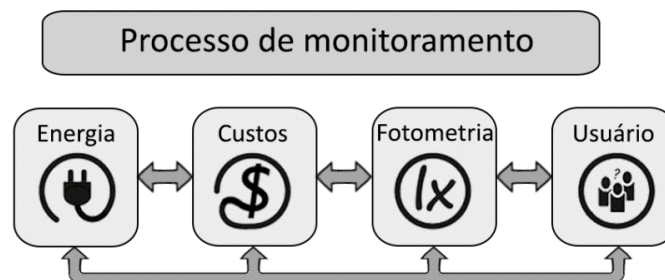 Processo de monitoramento
Energia
Custos
Fotometria
Usuário
$
lx
?